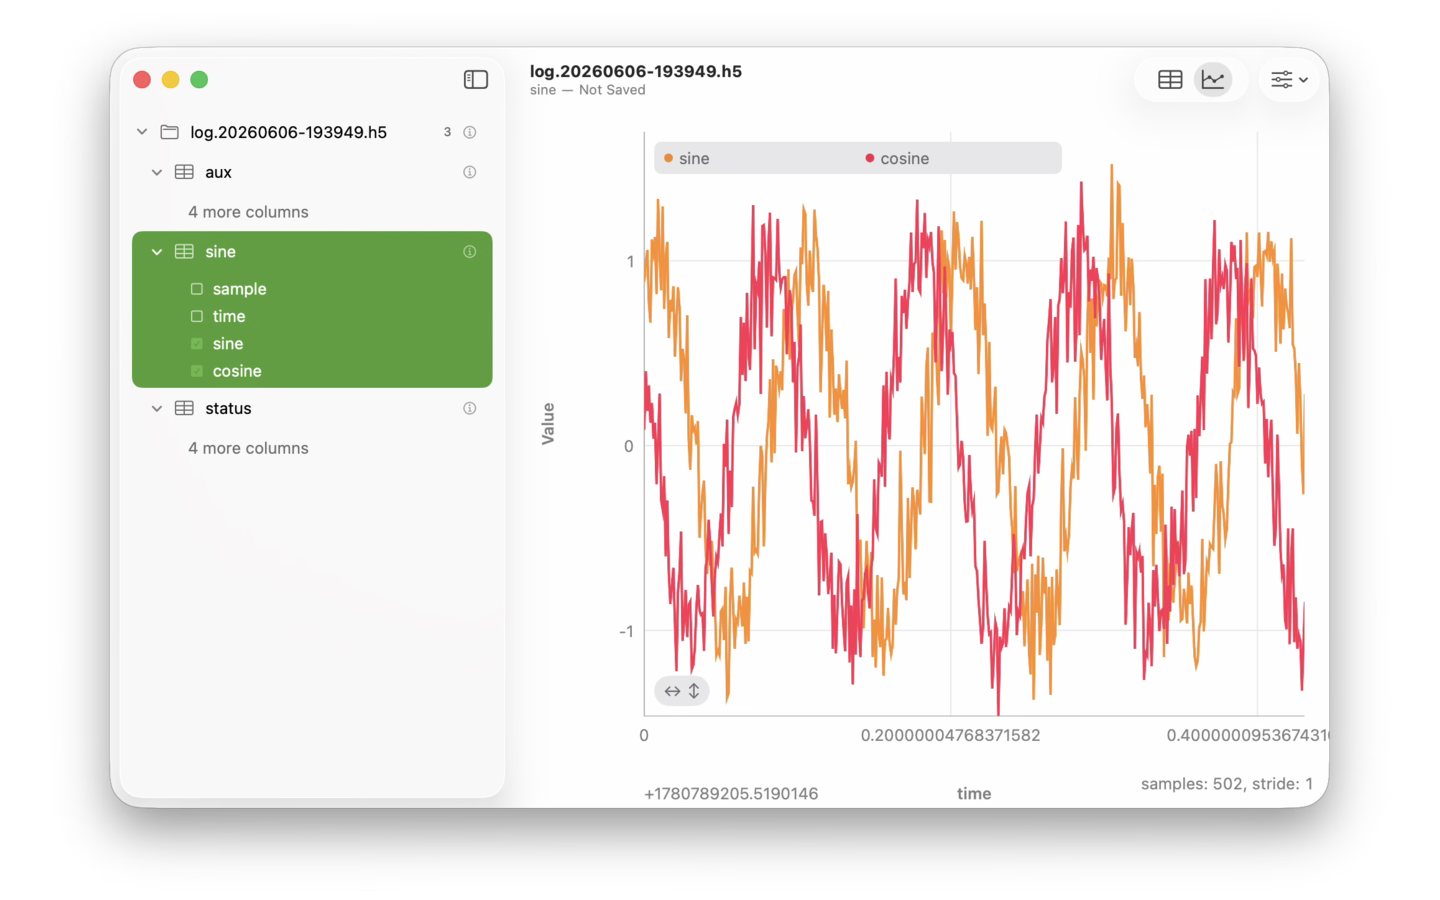 log.20260606-193949.h5
sine — Not Saved
log.20260606-193949.h5 3
aux
4 more columns
sine
sample
time
sine
cosine
status
4 more columns
sine cosine
Value
1
0
-1
0 0.20000004768371582 0.400000095367431
+1780789205.5190146 time samples: 502, stride: 1